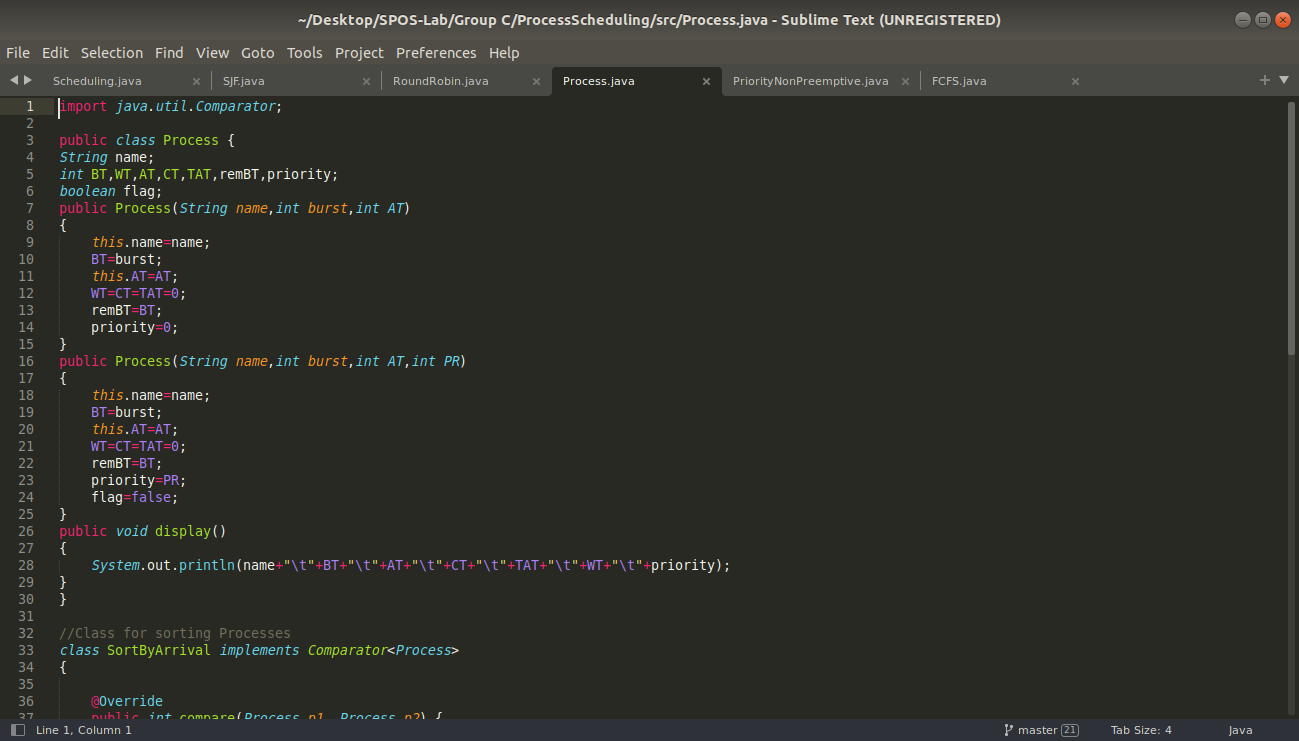 ~/Desktop/SPOS-Lab/Group C/ProcessScheduling/src/Process.java - Sublime Text (UNREGISTERED)
File Edit Selection Find View Goto Tools Project Preferences Help
Scheduling.java SJF.java RoundRobin.java Process.java PriorityNonPreemptive.java FCFS.java
1 import java.util.Comparator;
2
3 public class Process {
4 String name;
5 int BT,WT,AT,CT,TAT,remBT,priority;
6 boolean flag;
7 public Process(String name,int burst,int AT)
8 {
9     this.name=name;
10     BT=burst;
11     this.AT=AT;
12     WT=CT=TAT=0;
13     remBT=BT;
14     priority=0;
15 }
16 public Process(String name,int burst,int AT,int PR)
17 {
18     this.name=name;
19     BT=burst;
20     this.AT=AT;
21     WT=CT=TAT=0;
22     remBT=BT;
23     priority=PR;
24     flag=false;
25 }
26 public void display()
27 {
28     System.out.println(name+"\t"+BT+"\t"+AT+"\t"+CT+"\t"+TAT+"\t"+WT+"\t"+priority);
29 }
30 }
31
32 //Class for sorting Processes
33 class SortByArrival implements Comparator<Process>
34 {
35
36     @Override
37     public int compare(Process p1, Process p2) {
Line 1, Column 1 master 21 Tab Size: 4 Java